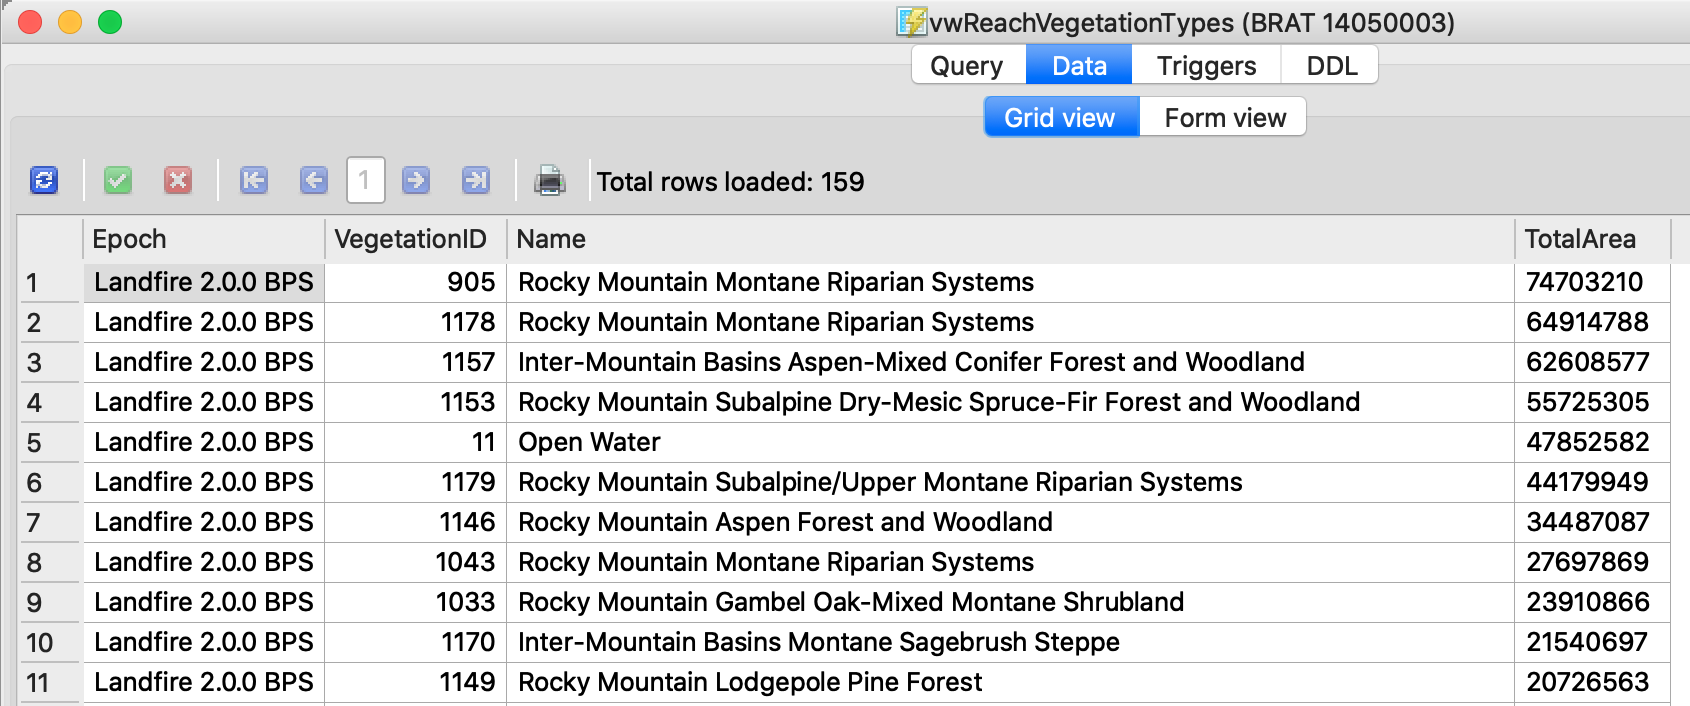 vwReachVegetationTypes (BRAT 14050003)
Query Data Triggers DDL
Grid view Form view
1 Total rows loaded: 159
Epoch VegetationID Name TotalArea
1 Landfire 2.0.0 BPS 905 Rocky Mountain Montane Riparian Systems 74703210
2 Landfire 2.0.0 BPS 1178 Rocky Mountain Montane Riparian Systems 64914788
3 Landfire 2.0.0 BPS 1157 Inter-Mountain Basins Aspen-Mixed Conifer Forest and Woodland 62608577
4 Landfire 2.0.0 BPS 1153 Rocky Mountain Subalpine Dry-Mesic Spruce-Fir Forest and Woodland 55725305
5 Landfire 2.0.0 BPS 11 Open Water 47852582
6 Landfire 2.0.0 BPS 1179 Rocky Mountain Subalpine/Upper Montane Riparian Systems 44179949
7 Landfire 2.0.0 BPS 1146 Rocky Mountain Aspen Forest and Woodland 34487087
8 Landfire 2.0.0 BPS 1043 Rocky Mountain Montane Riparian Systems 27697869
9 Landfire 2.0.0 BPS 1033 Rocky Mountain Gambel Oak-Mixed Montane Shrubland 23910866
10 Landfire 2.0.0 BPS 1170 Inter-Mountain Basins Montane Sagebrush Steppe 21540697
11 Landfire 2.0.0 BPS 1149 Rocky Mountain Lodgepole Pine Forest 20726563